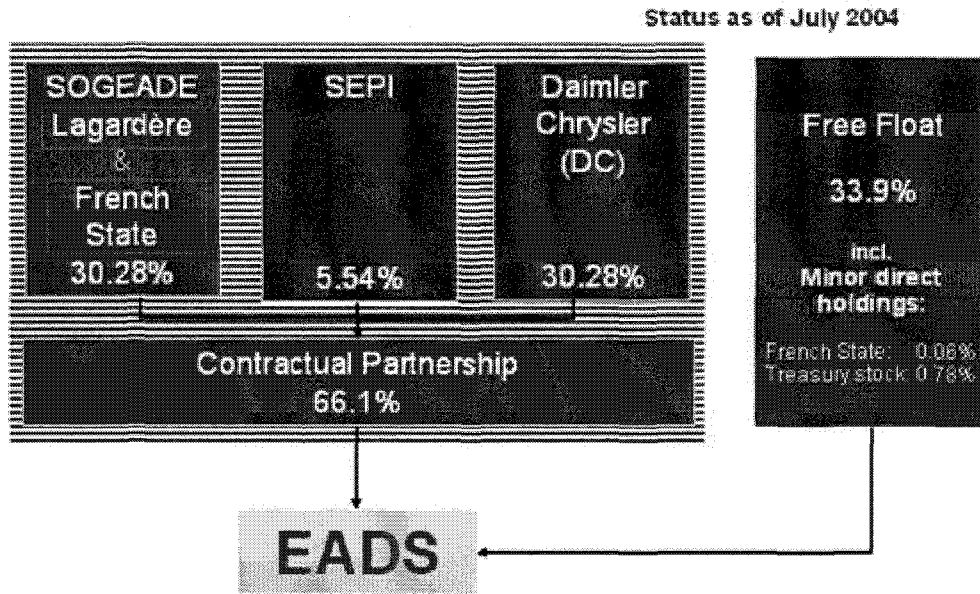 Status as of July 2004
SOGEADE
Lagardère
&
French
State
30.28%
SEPI
5.54%
Daimler
Chrysler
(DC)
30.28%
Free Float
33.9%
incl.
Minor direct
holdings:
French State: 0.06%
Treasury stock: 0.78%
Contractual Partnership
66.1%
EADS